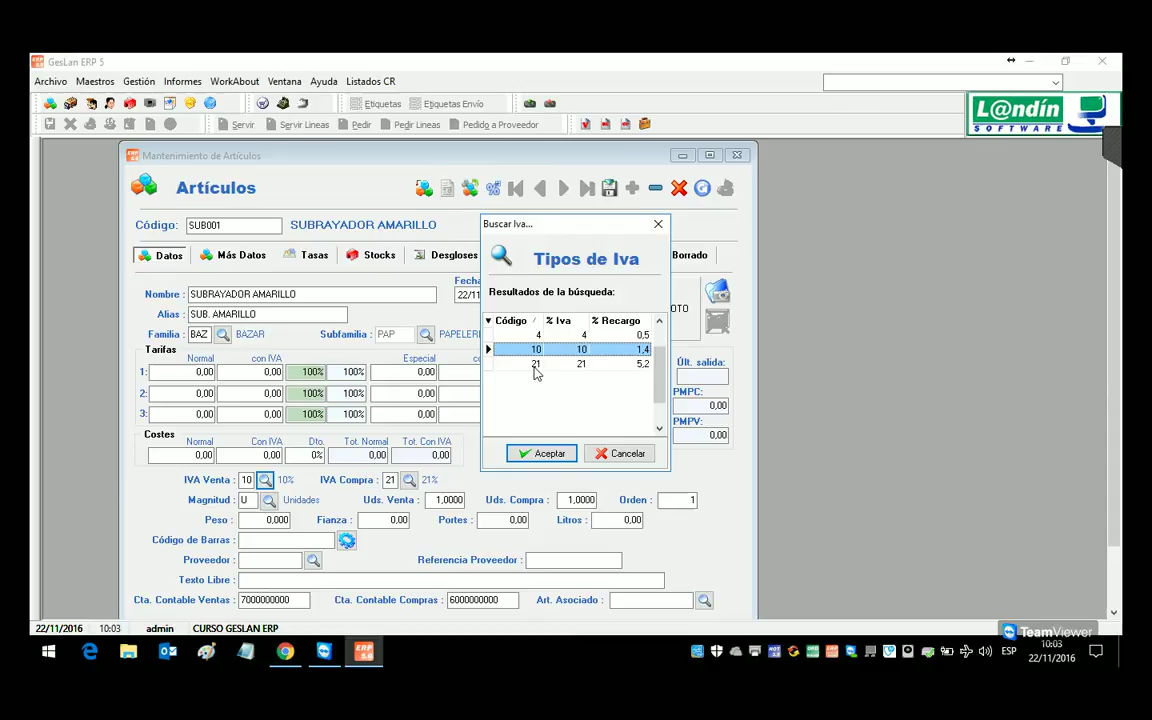 GesLan ERP 5
Archivo Maestros Gestión Informes WorkAbout Ventana Ayuda Listados CR
Etiquetas Etiquetas Envío
Servir Servir Lineas Pedir Pedir Lineas Pedido a Proveedor
L@ndín
SOFTWARE
Mantenimiento de Artículos
Artículos
Código: SUB001 SUBRAYADOR AMARILLO
Datos Más Datos Tasas Stocks Desgloses Borrado
Nombre : SUBRAYADOR AMARILLO
Fecha
22/11
Alias : SUB. AMARILLO
OTO
Familia : BAZ BAZAR Subfamilia : PAP PAPELERI
Tarifas
Normal con IVA Especial
1: 0,00 0,00 100% 100% 0,00
2: 0,00 0,00 100% 100% 0,00
3: 0,00 0,00 100% 100% 0,00
Últ. salida:
PMPC:
0,00
PMPV:
0,00
Costes
Normal Con IVA Dto. Tot. Normal Tot. Con IVA
0,00 0,00 0% 0,00 0,00
IVA Venta : 10 10% IVA Compra : 21 21%
Magnitud : U Unidades Uds. Venta : 1,0000 Uds. Compra : 1,0000 Orden : 1
Peso : 0,000 Fianza : 0,00 Portes : 0,00 Litros : 0,00
Código de Barras :
Proveedor : Referencia Proveedor :
Texto Libre :
Cta. Contable Ventas : 7000000000 Cta. Contable Compras : 6000000000 Art. Asociado :
Buscar Iva...
Tipos de Iva
Resultados de la búsqueda:
Código % Iva % Recargo
4 4 0,5
10 10 1,4
21 21 5,2
Aceptar Cancelar
22/11/2016 10:03 admin CURSO GESLAN ERP
TeamViewer
ESP
10:03
22/11/2016